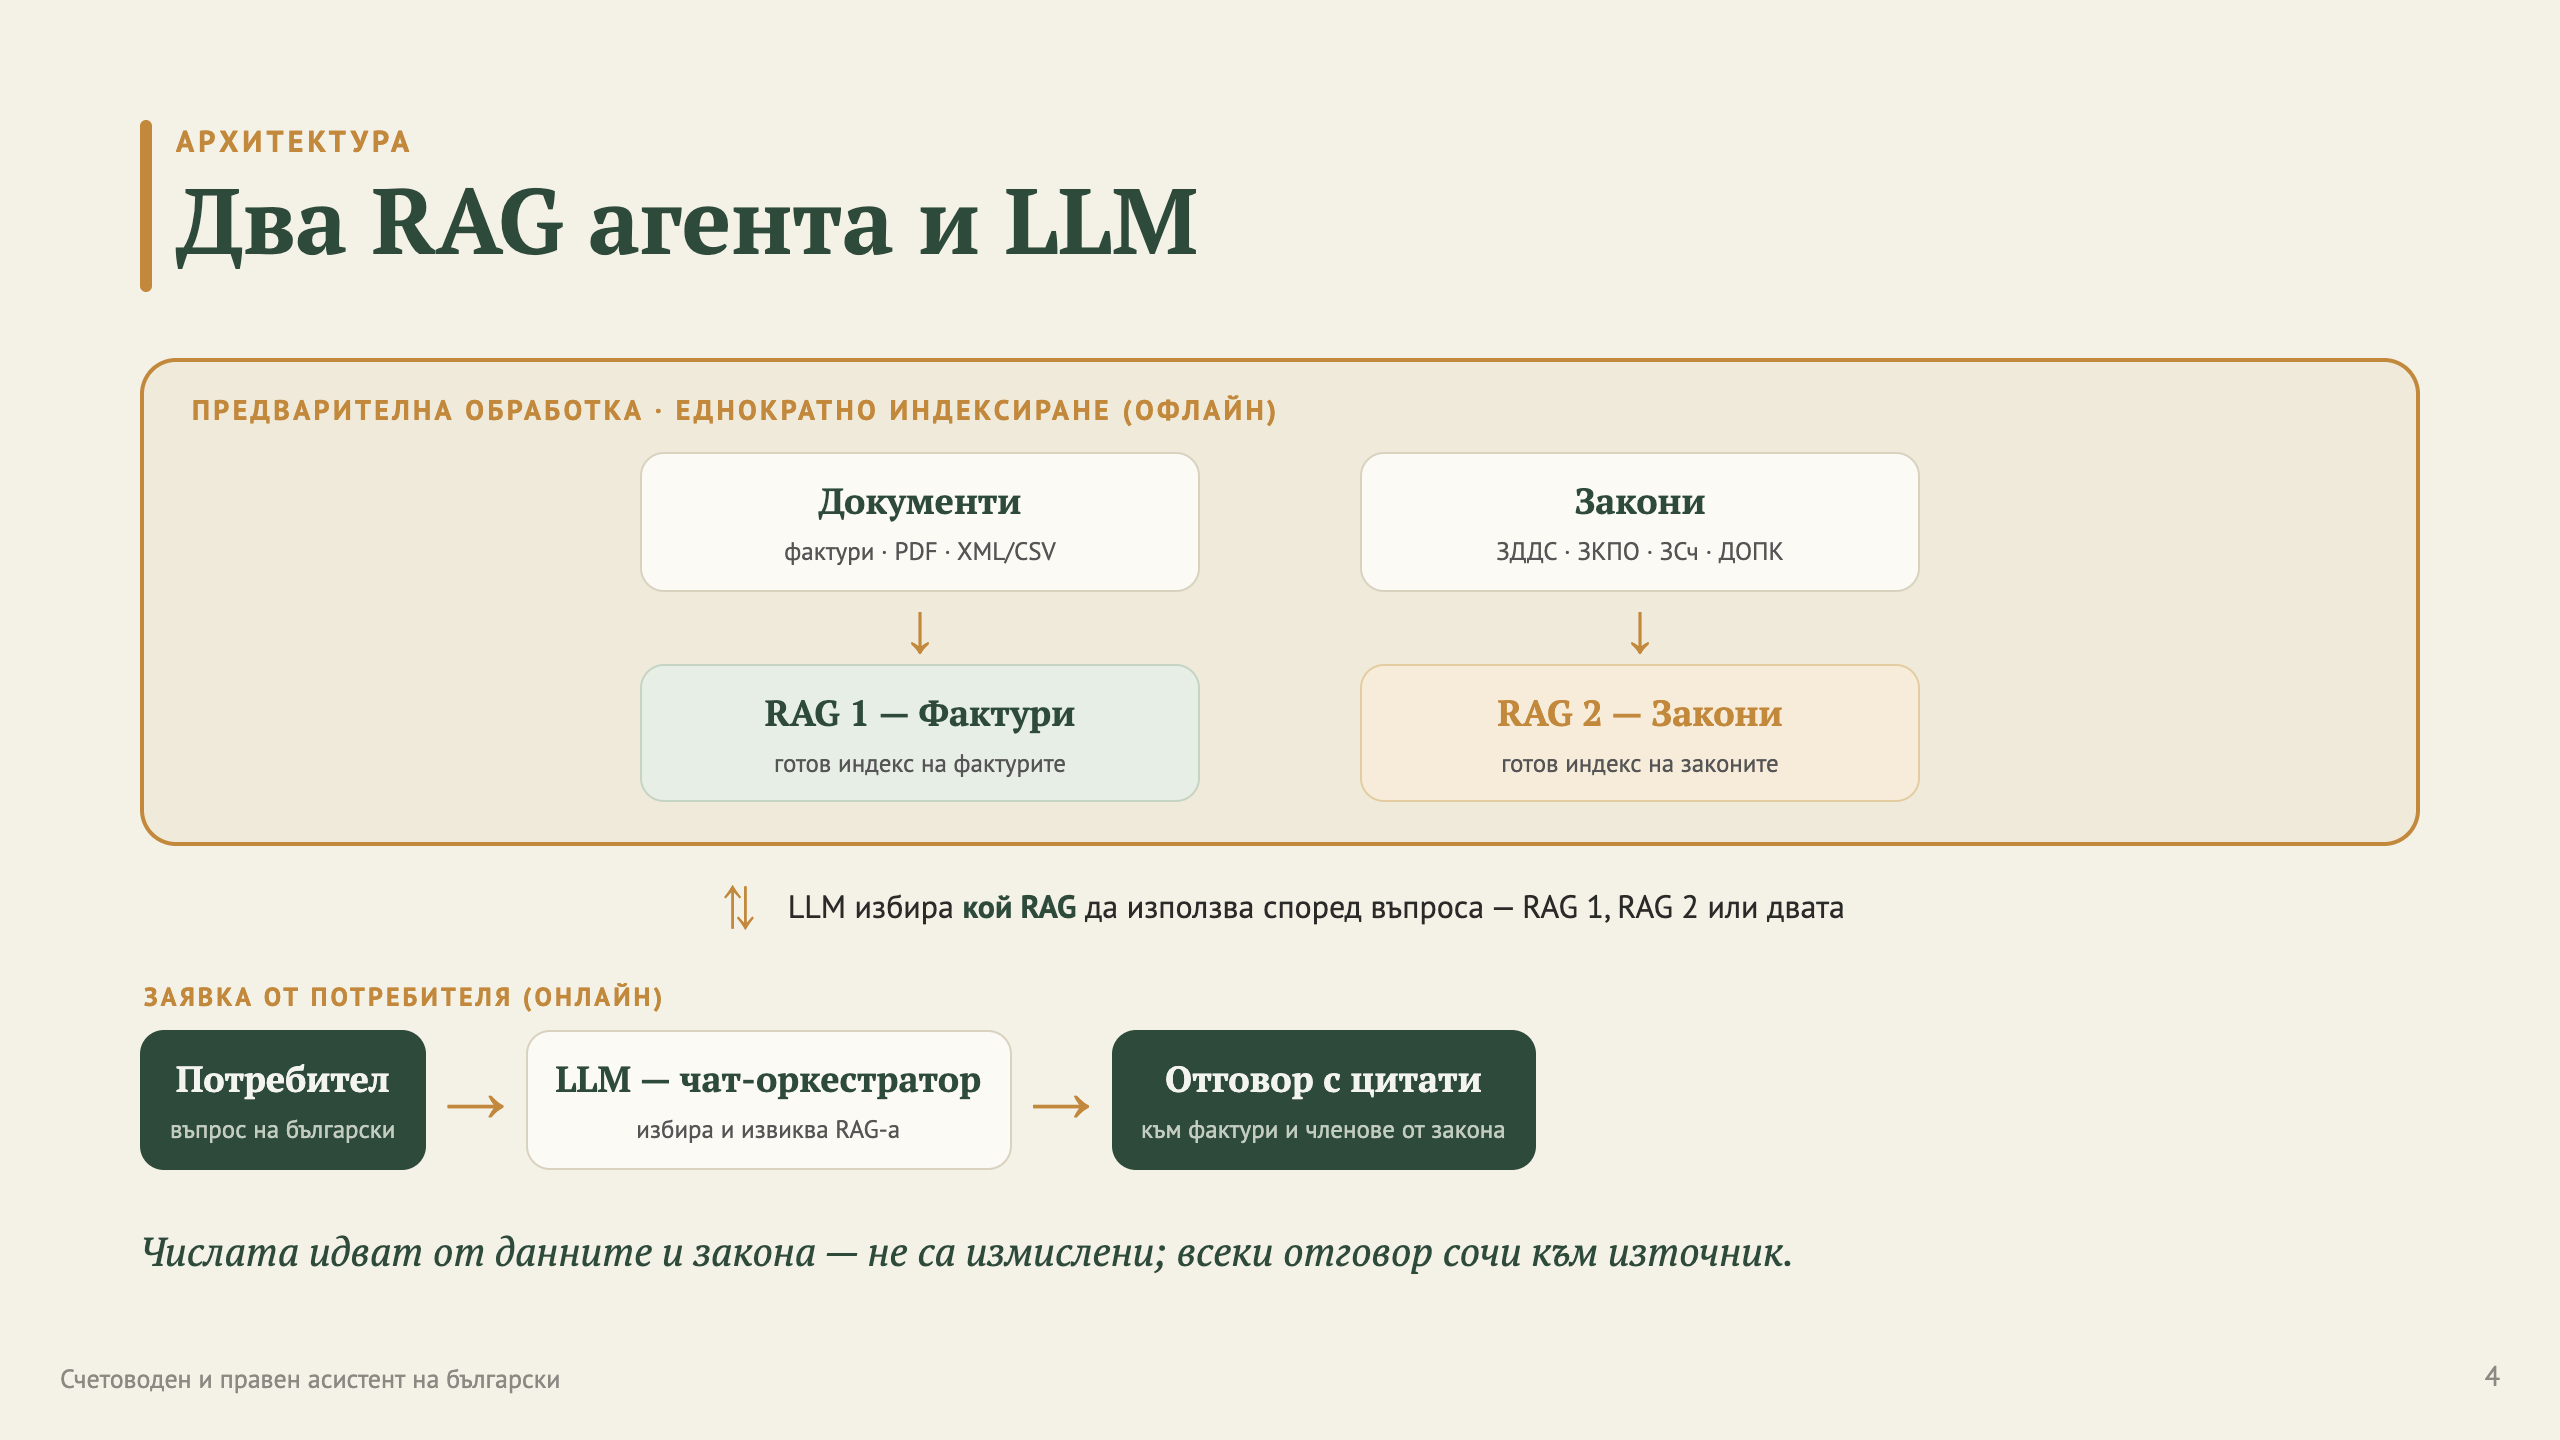 АРХИТЕКТУРА
Два RAG агента и LLM
ПРЕДВАРИТЕЛНА ОБРАБОТКА · ЕДНОКРАТНО ИНДЕКСИРАНЕ (ОФЛАЙН)
Документи
фактури · PDF · XML/CSV
↓
RAG 1 — Фактури
готов индекс на фактурите
Закони
ЗДДС · ЗКПО · ЗСч · ДОПК
↓
RAG 2 — Закони
готов индекс на законите
⇅ LLM избира кой RAG да използва според въпроса — RAG 1, RAG 2 или двата
ЗАЯВКА ОТ ПОТРЕБИТЕЛЯ (ОНЛАЙН)
Потребител
въпрос на български
→
LLM — чат-оркестратор
избира и извиква RAG-а
→
Отговор с цитати
към фактури и членове от закона
Числата идват от данните и закона — не са измислени; всеки отговор сочи към източник.
Счетоводен и правен асистент на български
4